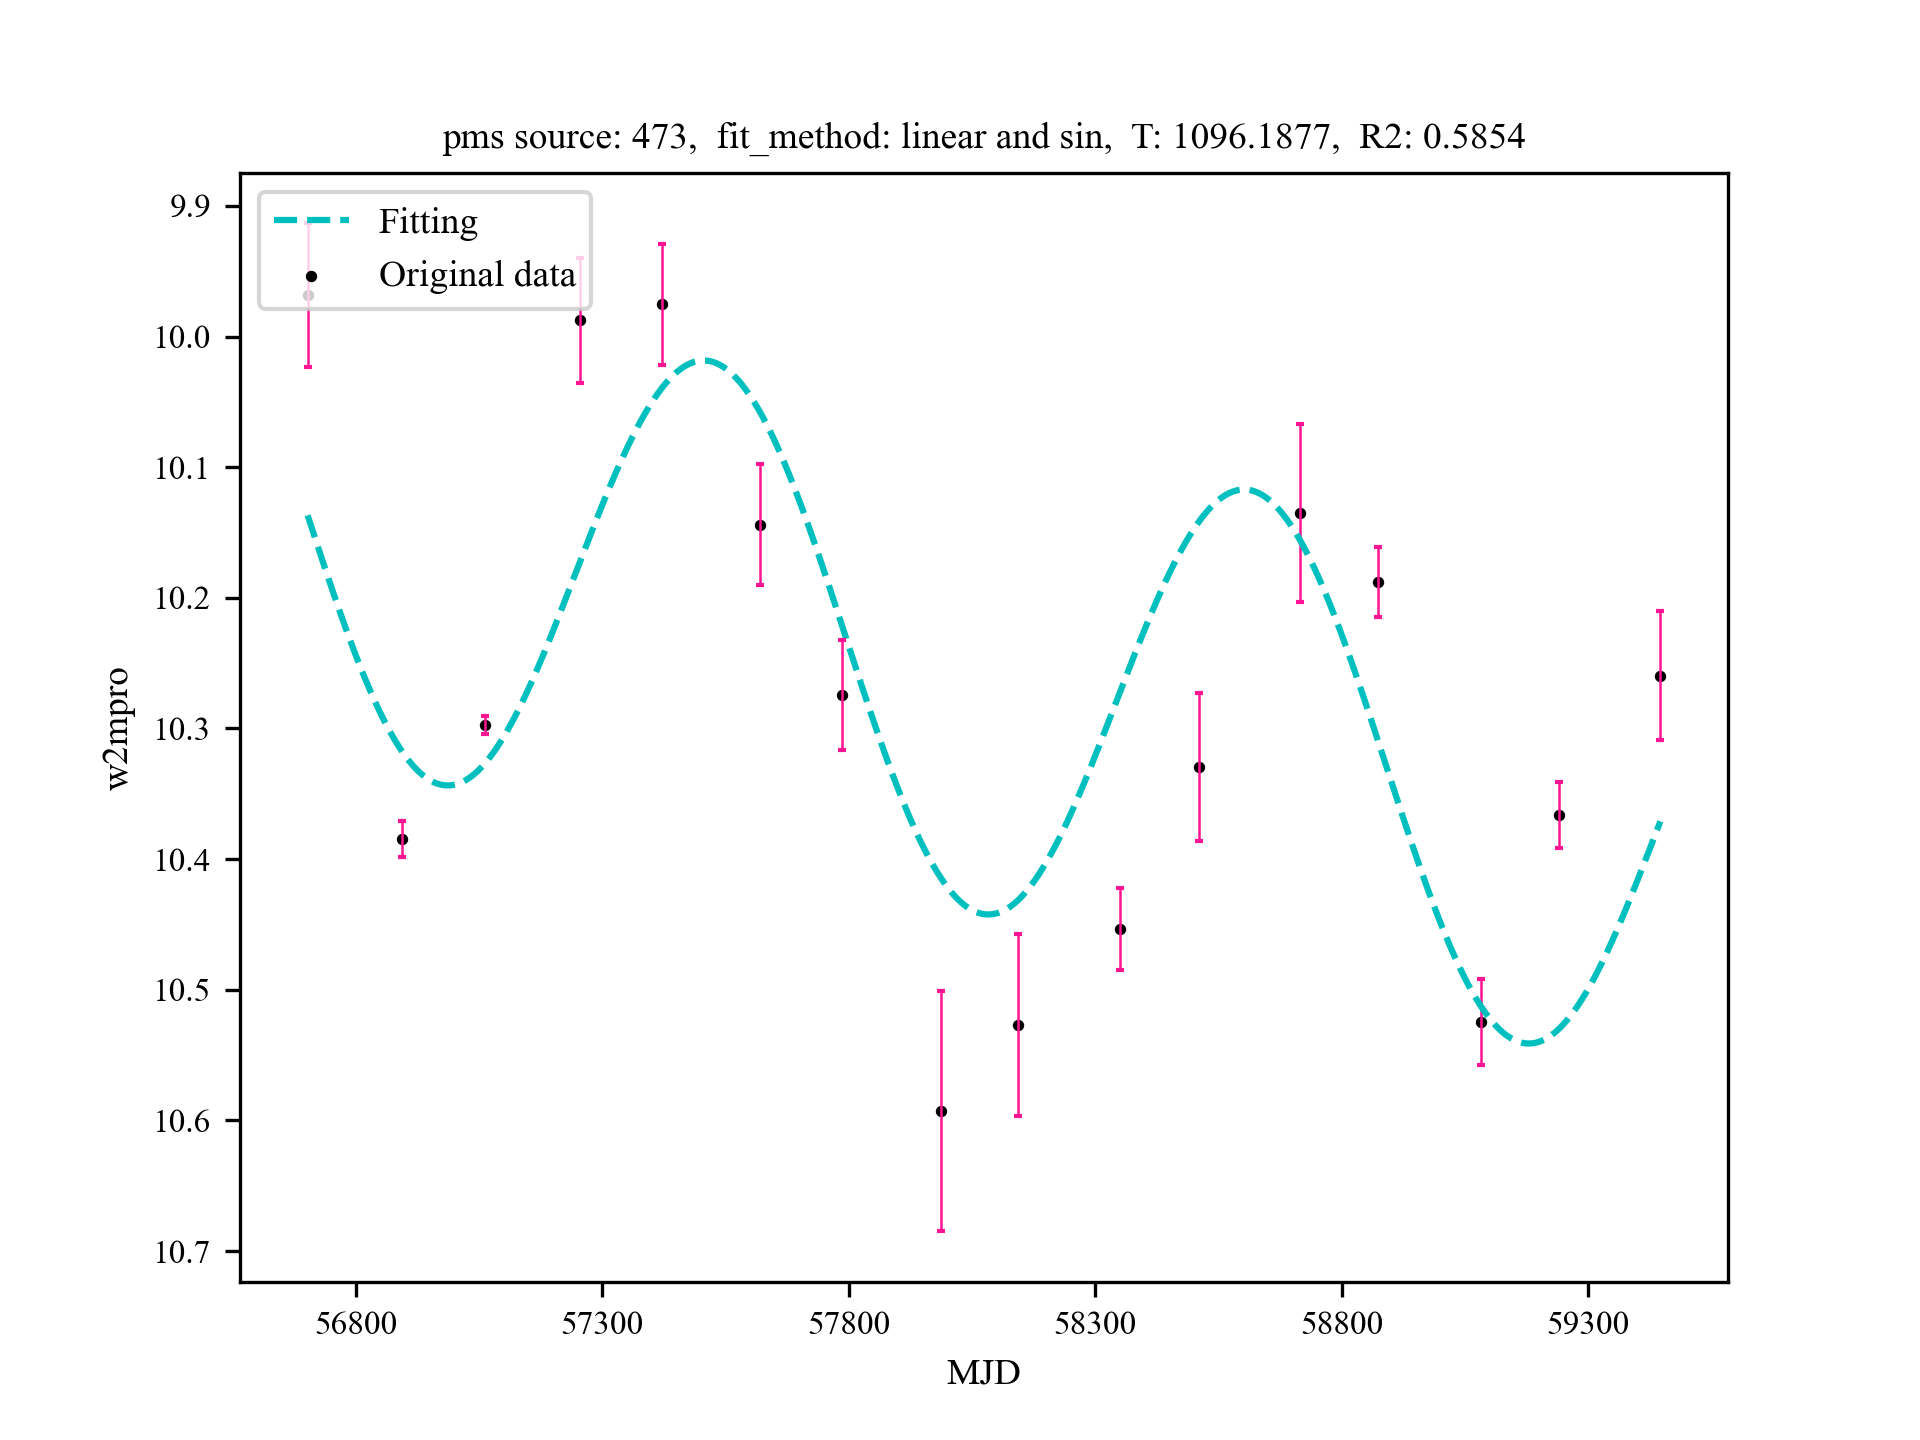 pms source: 473,  fit_method: linear and sin,  T: 1096.1877,  R2: 0.5854
Fitting
Original data
9.9
10.0
10.1
10.2
10.3
10.4
10.5
10.6
10.7
w2mpro
56800 57300 57800 58300 58800 59300
MJD